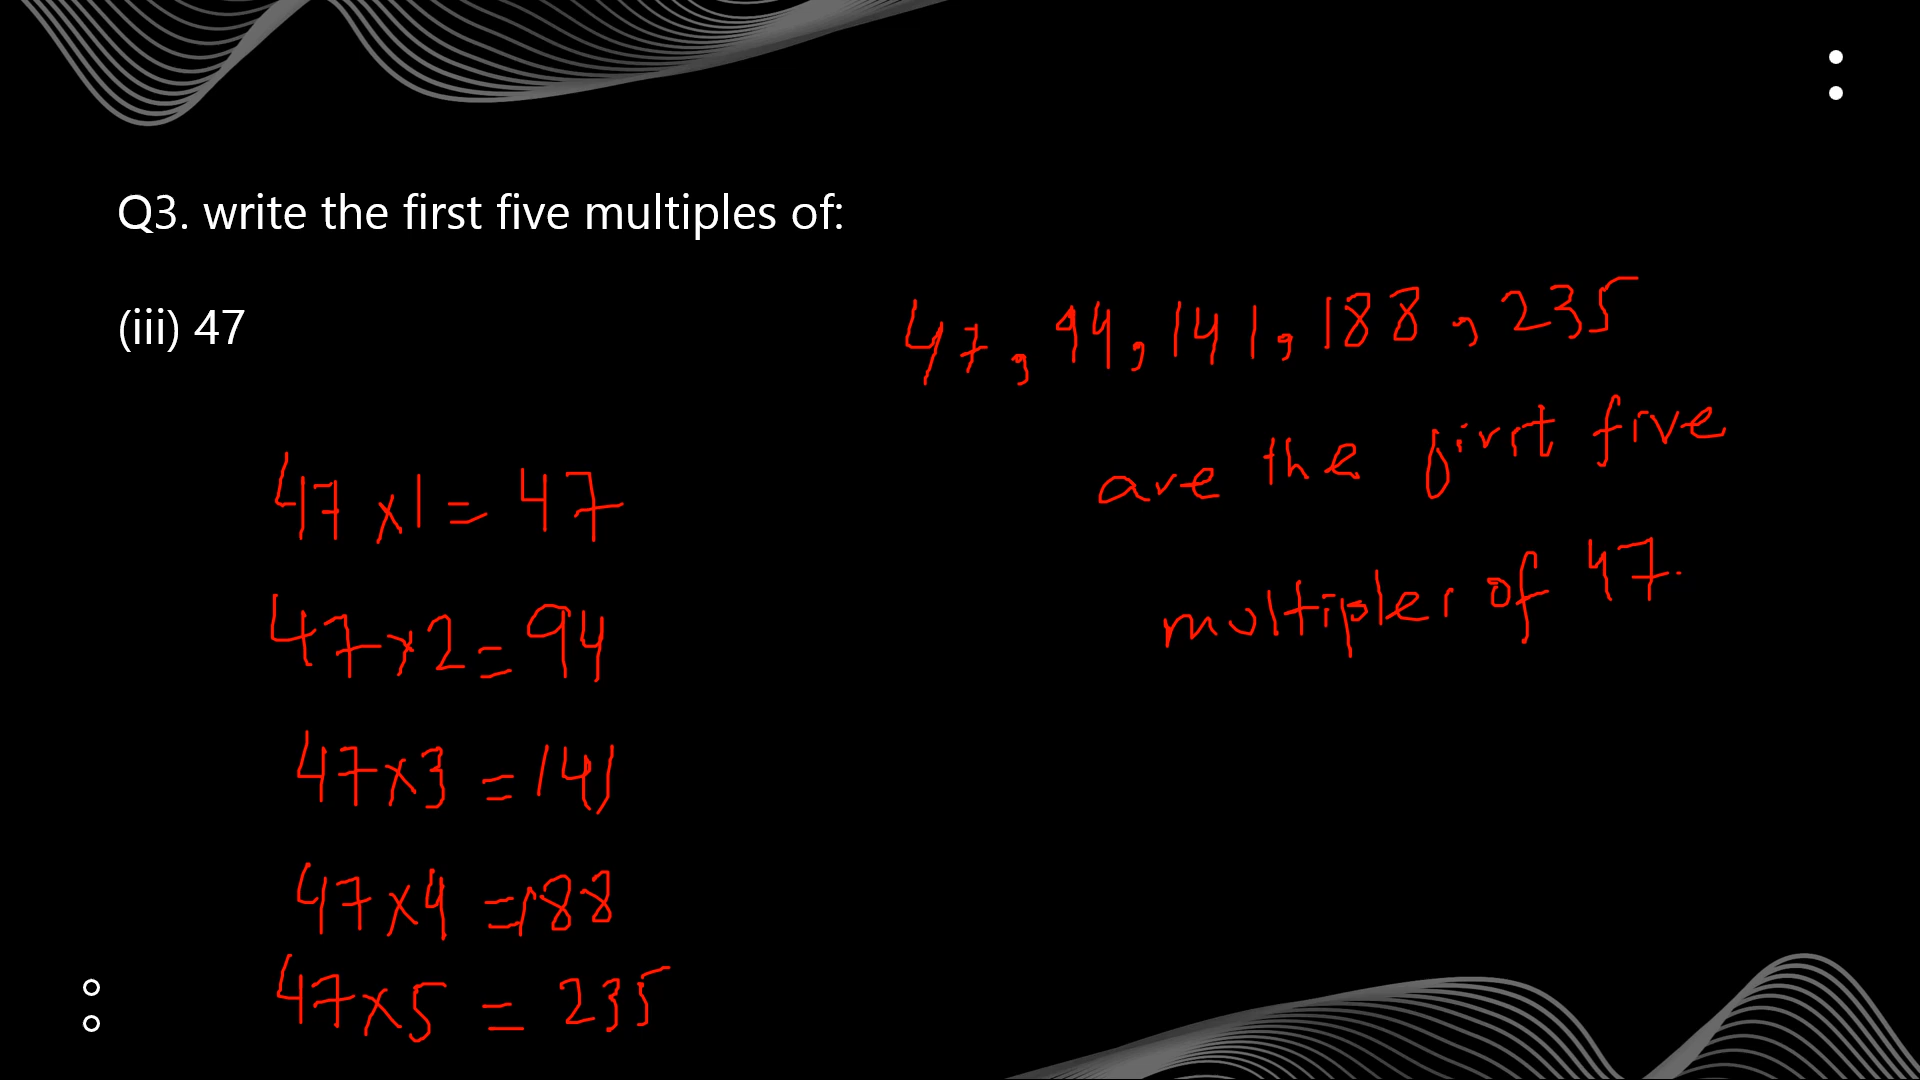 Q3. write the first five multiples of:
(iii) 47
47 x 1 = 47
47 x 2 = 94
47 x 3 = 141
47 x 4 = 188
47 x 5 = 235
47, 94, 141, 188, 235
are the first five
multiples of 47.